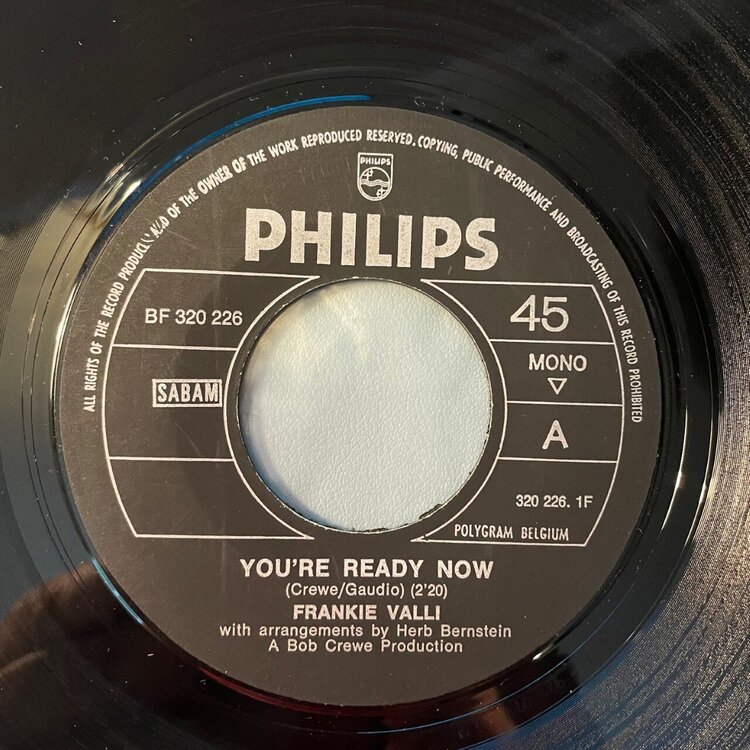 ALL RIGHTS OF THE RECORD PRODUCER AND OF THE OWNER OF THE WORK REPRODUCED RESERVED. COPYING, PUBLIC PERFORMANCE AND BROADCASTING OF THIS RECORD PROHIBITED
PHILIPS
PHILIPS
BF 320 226
45
MONO
SABAM
A
320 226. 1F
POLYGRAM BELGIUM
YOU'RE READY NOW
(Crewe/Gaudio) (2'20)
FRANKIE VALLI
with arrangements by Herb Bernstein
A Bob Crewe Production